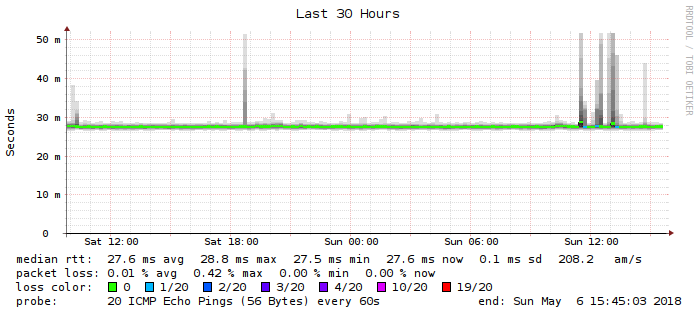 Last 30 Hours
RRDTOOL / TOBI OETIKER
Seconds
50 m
40 m
30 m
20 m
10 m
0
Sat 12:00 Sat 18:00 Sun 00:00 Sun 06:00 Sun 12:00
median rtt: 27.6 ms avg 28.8 ms max 27.5 ms min 27.6 ms now 0.1 ms sd 208.2 am/s
packet loss: 0.01 % avg 0.42 % max 0.00 % min 0.00 % now
loss color: 0 1/20 2/20 3/20 4/20 10/20 19/20
probe: 20 ICMP Echo Pings (56 Bytes) every 60s end: Sun May 6 15:45:03 2018